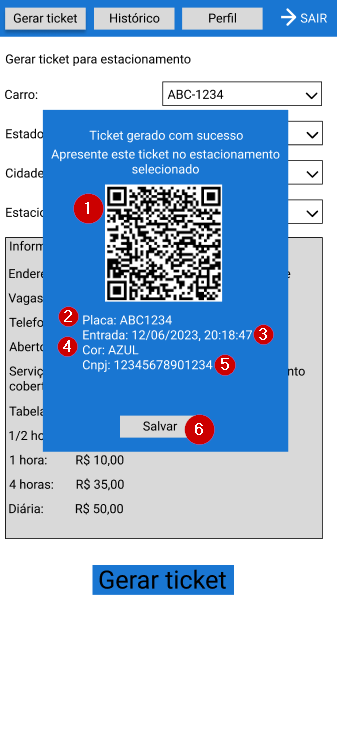 Gerar ticket
Histórico
Perfil
SAIR
Gerar ticket para estacionamento
Carro:
ABC-1234
Estado
Cidade
Estacio
Ticket gerado com sucesso
Apresente este ticket no estacionamento
selecionado
1
2 Placa: ABC1234
Entrada: 12/06/2023, 20:18:47 3
4 Cor: AZUL
Cnpj: 12345678901234 5
Salvar 6
Inform
Endere e
Vagas
Telefo
Aberto
Serviç nto
cobert
Tabela
1/2 ho
1 hora: R$ 10,00
4 horas: R$ 35,00
Diária: R$ 50,00
Gerar ticket